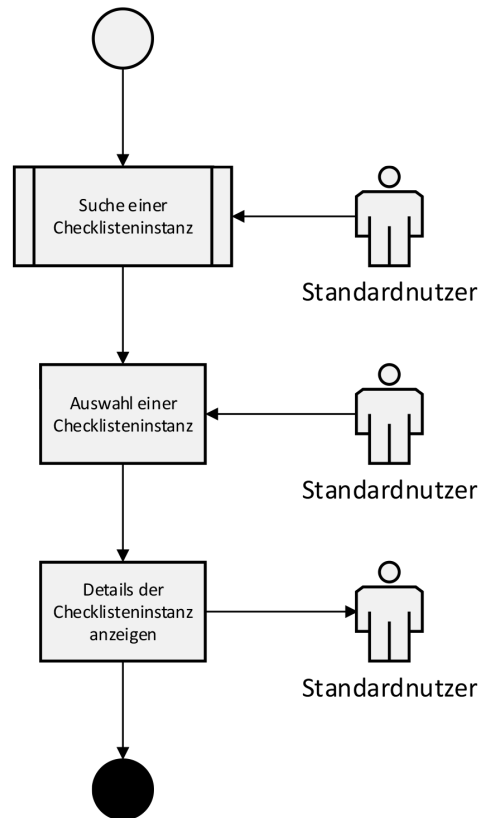 Suche einer
Checklisteninstanz
Standardnutzer
Auswahl einer
Checklisteninstanz
Standardnutzer
Details der
Checklisteninstanz
anzeigen
Standardnutzer